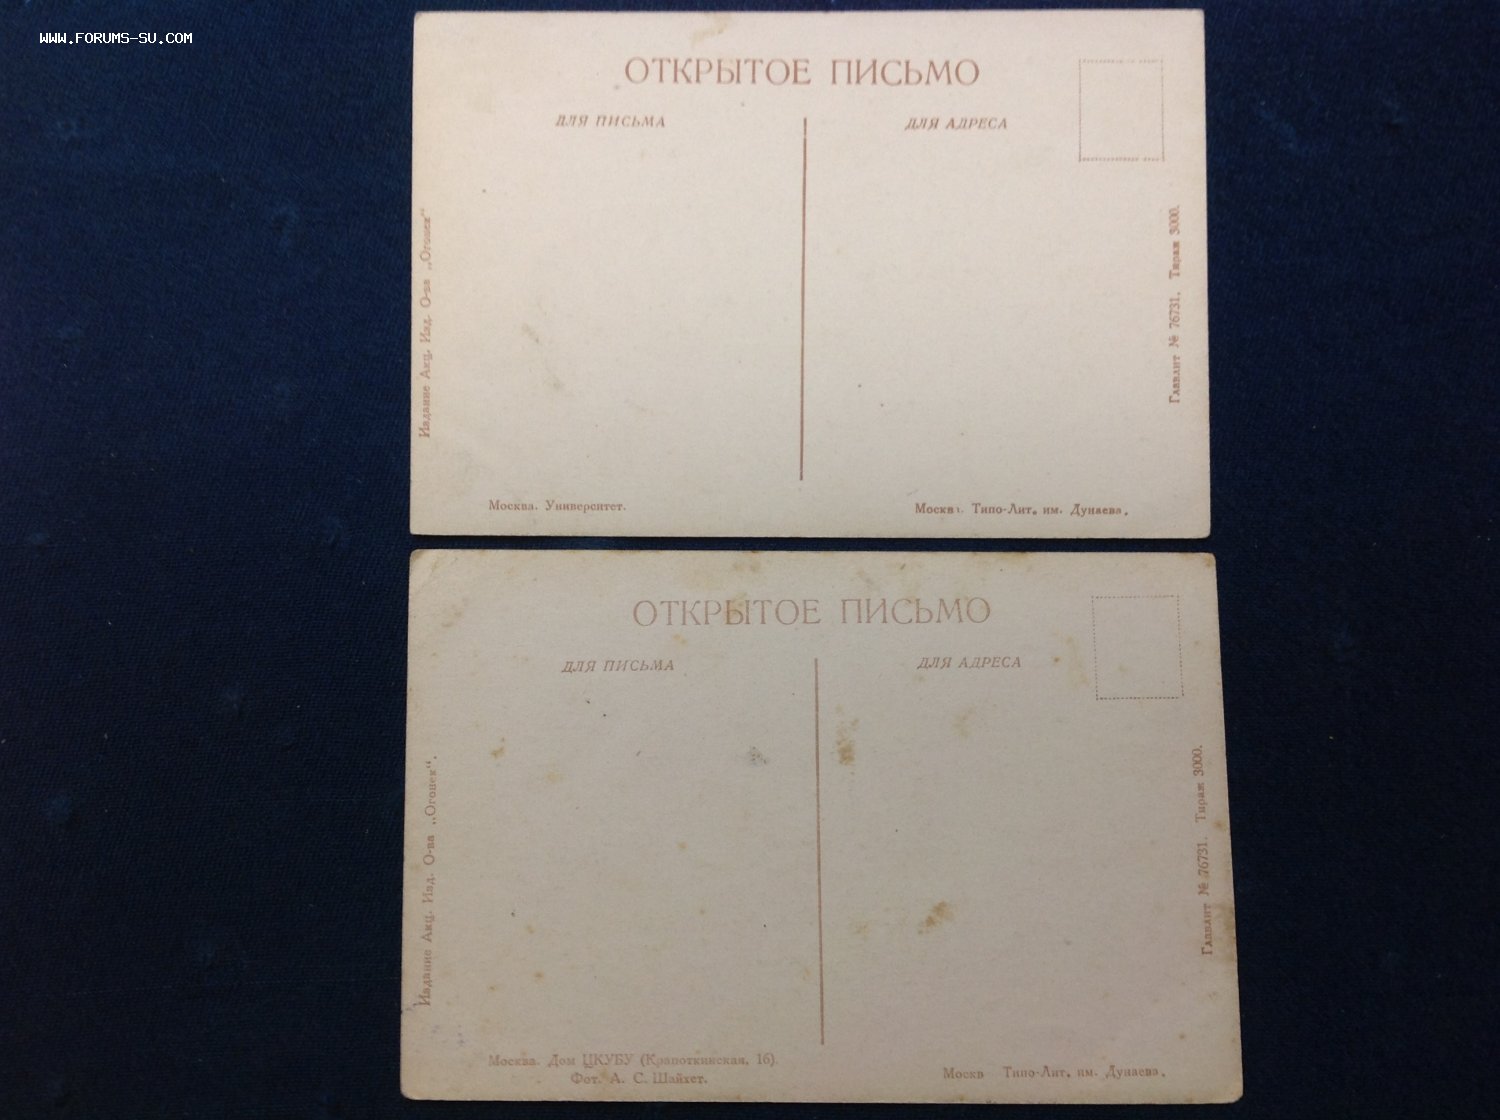 WWW.FORUMS-SU.COM
ОТКРЫТОЕ ПИСЬМО
ДЛЯ ПИСЬМА
ДЛЯ АДРЕСА
Издание Акц. Изд. О-ва „Огонек“
Главлит № 76731. Тираж 3000.
Москва. Университет.
Москв. Типо-Лит. им. Дунаева.
ОТКРЫТОЕ ПИСЬМО
ДЛЯ ПИСЬМА
ДЛЯ АДРЕСА
Издание Акц. Изд. О-ва „Огонек“.
Главлит № 76731. Тираж 3000.
Москва. Дом ЦКУБУ (Крапоткинская, 16).
Фот. А. С. Шайхет.
Москв Типо-Лит. им. Дунаева.